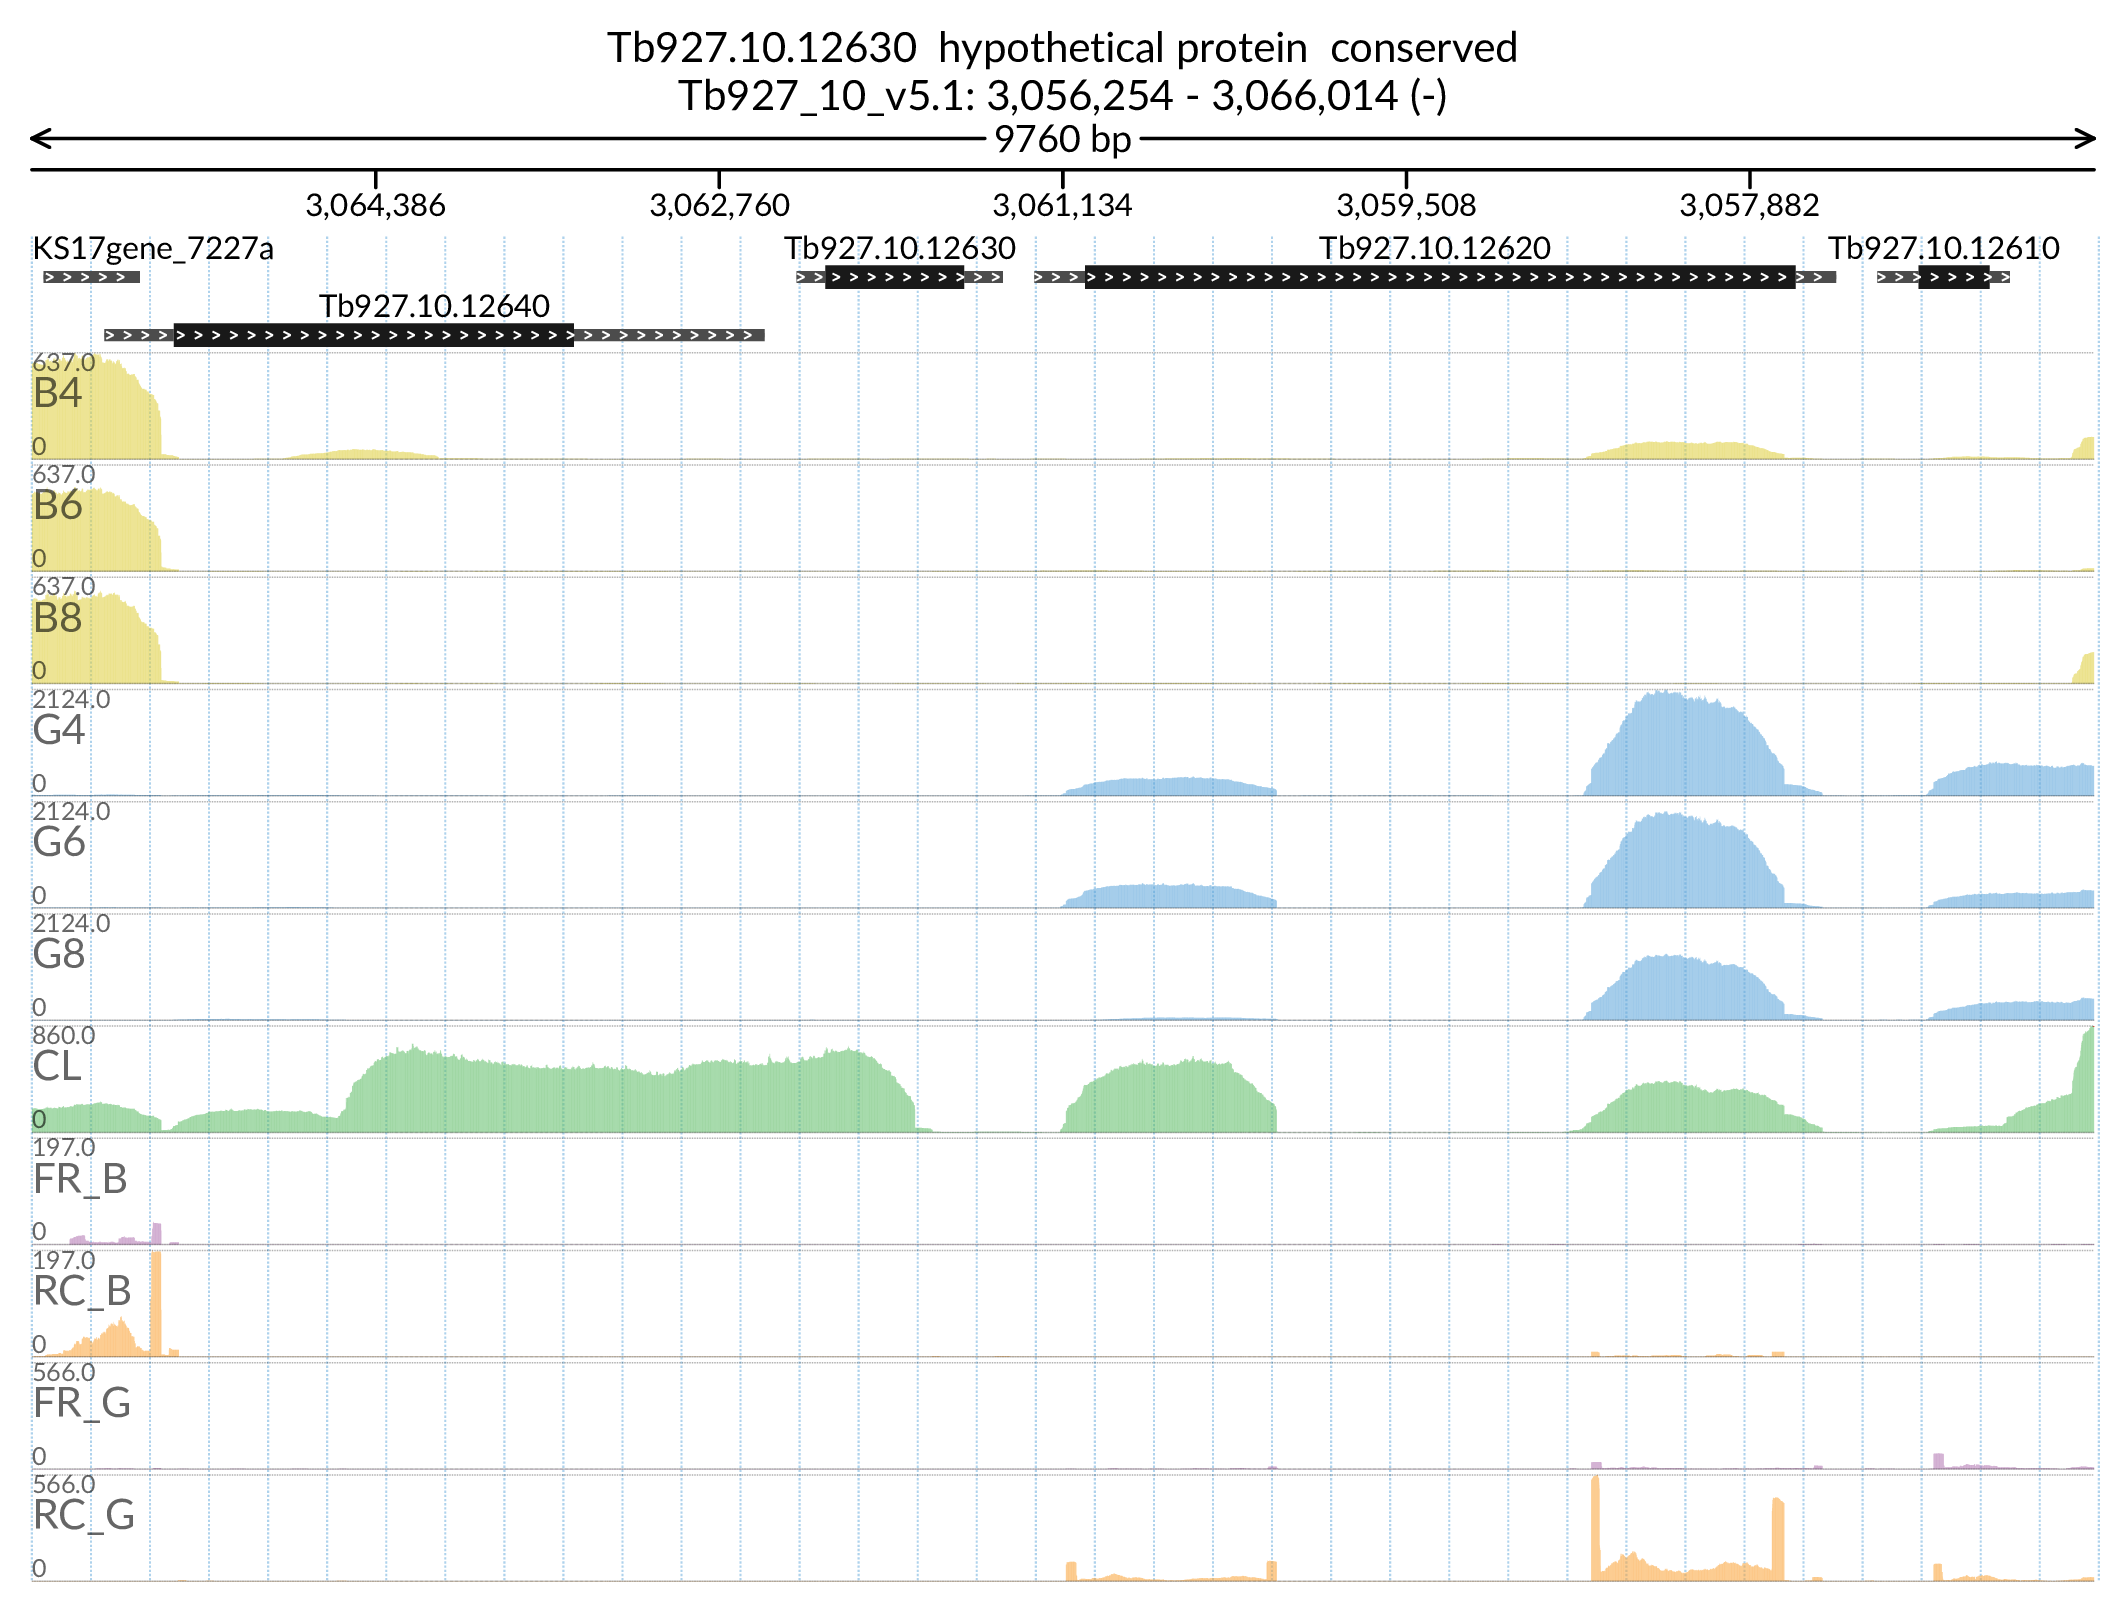 Tb927.10.12630 hypothetical protein conserved
Tb927_10_v5.1: 3,056,254 - 3,066,014 (-)
9760 bp
3,064,386 3,062,760 3,061,134 3,059,508 3,057,882
KS17gene_7227a Tb927.10.12630 Tb927.10.12620 Tb927.10.12610
Tb927.10.12640
637.0
B4
0
637.0
B6
0
637.0
B8
0
2124.0
G4
0
2124.0
G6
0
2124.0
G8
0
860.0
CL
0
197.0
FR_B
0
197.0
RC_B
0
566.0
FR_G
0
566.0
RC_G
0